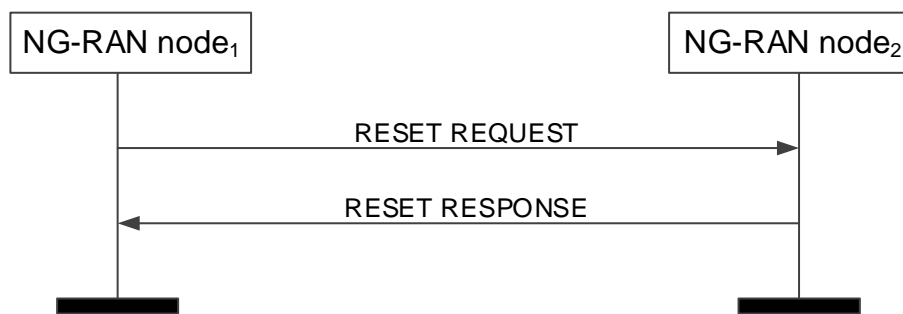 NG-RAN node₁
NG-RAN node₂
RESET REQUEST
RESET RESPONSE